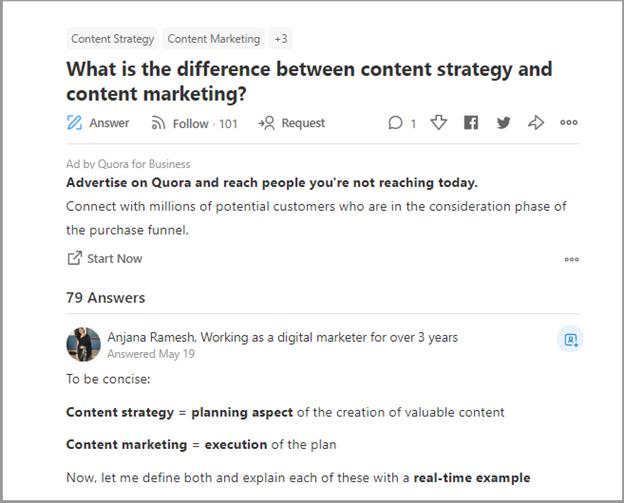 Content Strategy Content Marketing +3
What is the difference between content strategy and
content marketing?
Answer Follow · 101 Request 1
Ad by Quora for Business
Advertise on Quora and reach people you're not reaching today.
Connect with millions of potential customers who are in the consideration phase of
the purchase funnel.
Start Now
79 Answers
Anjana Ramesh, Working as a digital marketer for over 3 years
Answered May 19
To be concise:
Content strategy = planning aspect of the creation of valuable content
Content marketing = execution of the plan
Now, let me define both and explain each of these with a real-time example